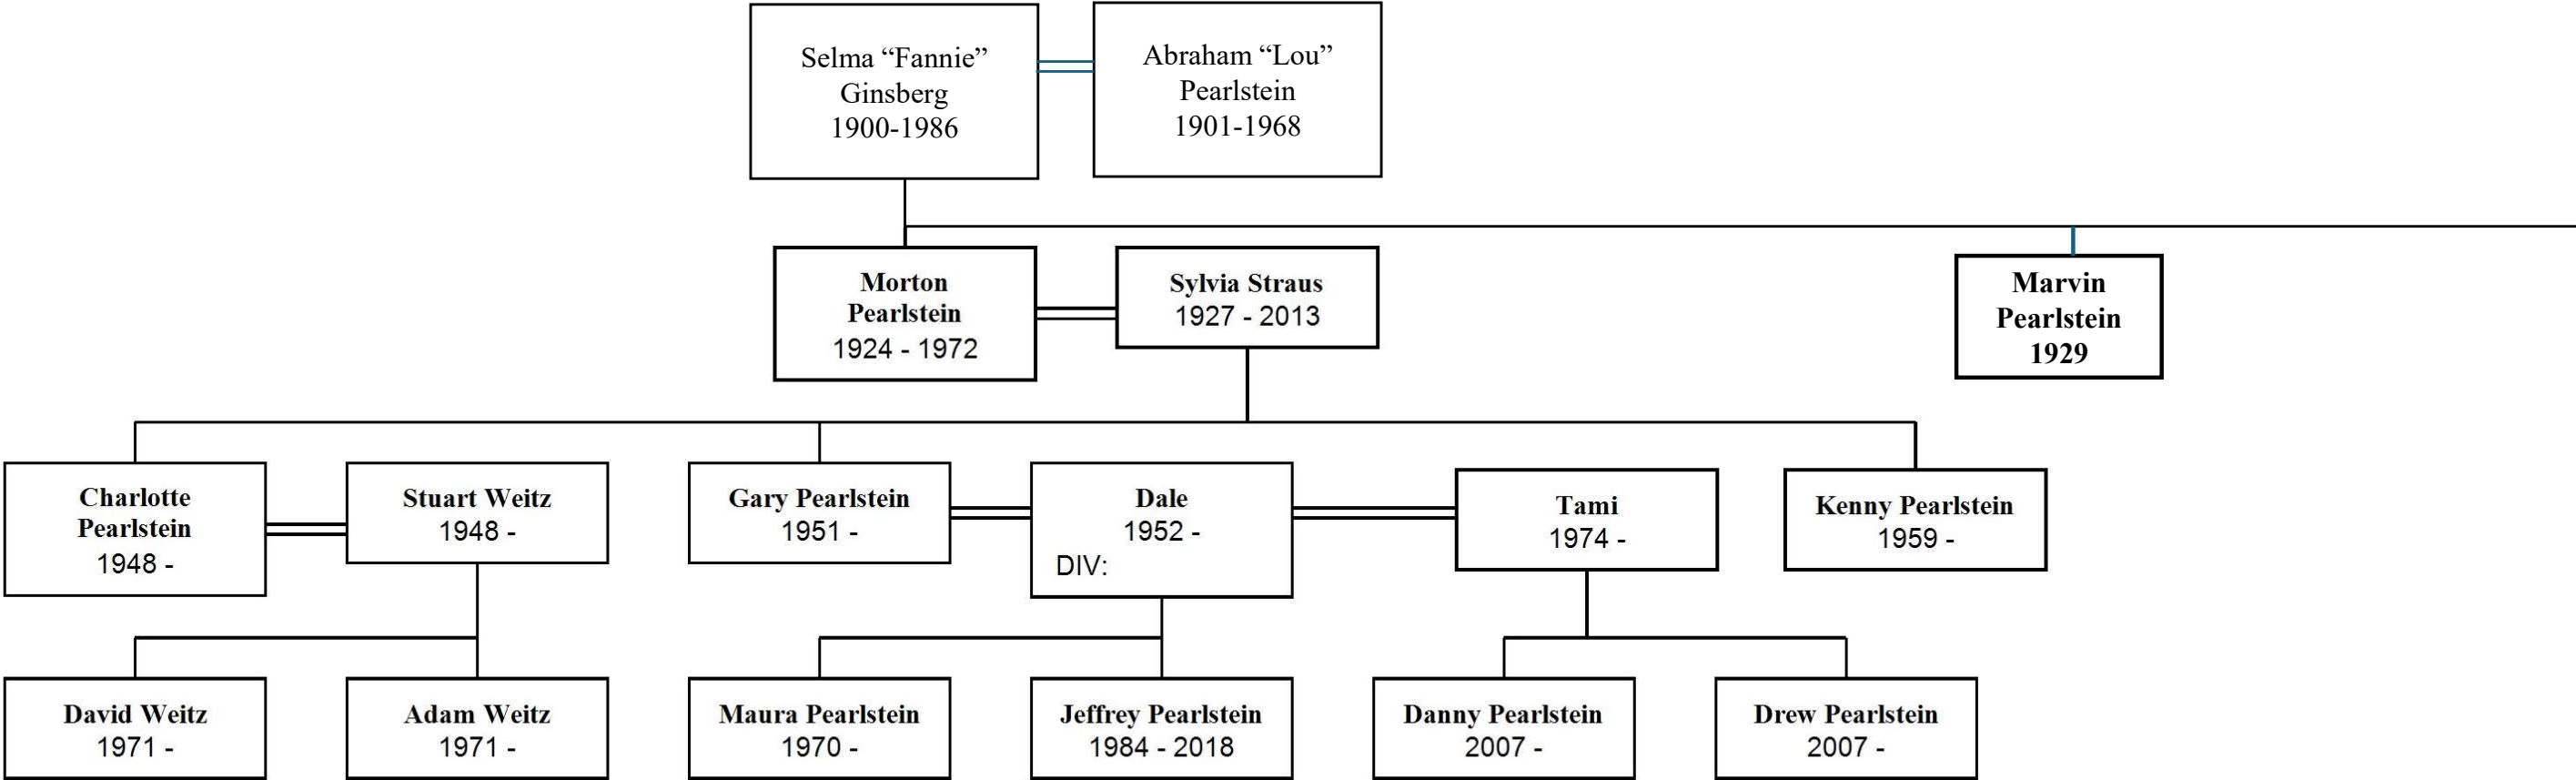 Selma “Fannie”
Ginsberg
1900-1986
Abraham “Lou”
Pearlstein
1901-1968
Morton
Pearlstein
1924 - 1972
Sylvia Straus
1927 - 2013
Marvin
Pearlstein
1929
Charlotte
Pearlstein
1948 -
Stuart Weitz
1948 -
Gary Pearlstein
1951 -
Dale
1952 -
DIV:
Tami
1974 -
Kenny Pearlstein
1959 -
David Weitz
1971 -
Adam Weitz
1971 -
Maura Pearlstein
1970 -
Jeffrey Pearlstein
1984 - 2018
Danny Pearlstein
2007 -
Drew Pearlstein
2007 -